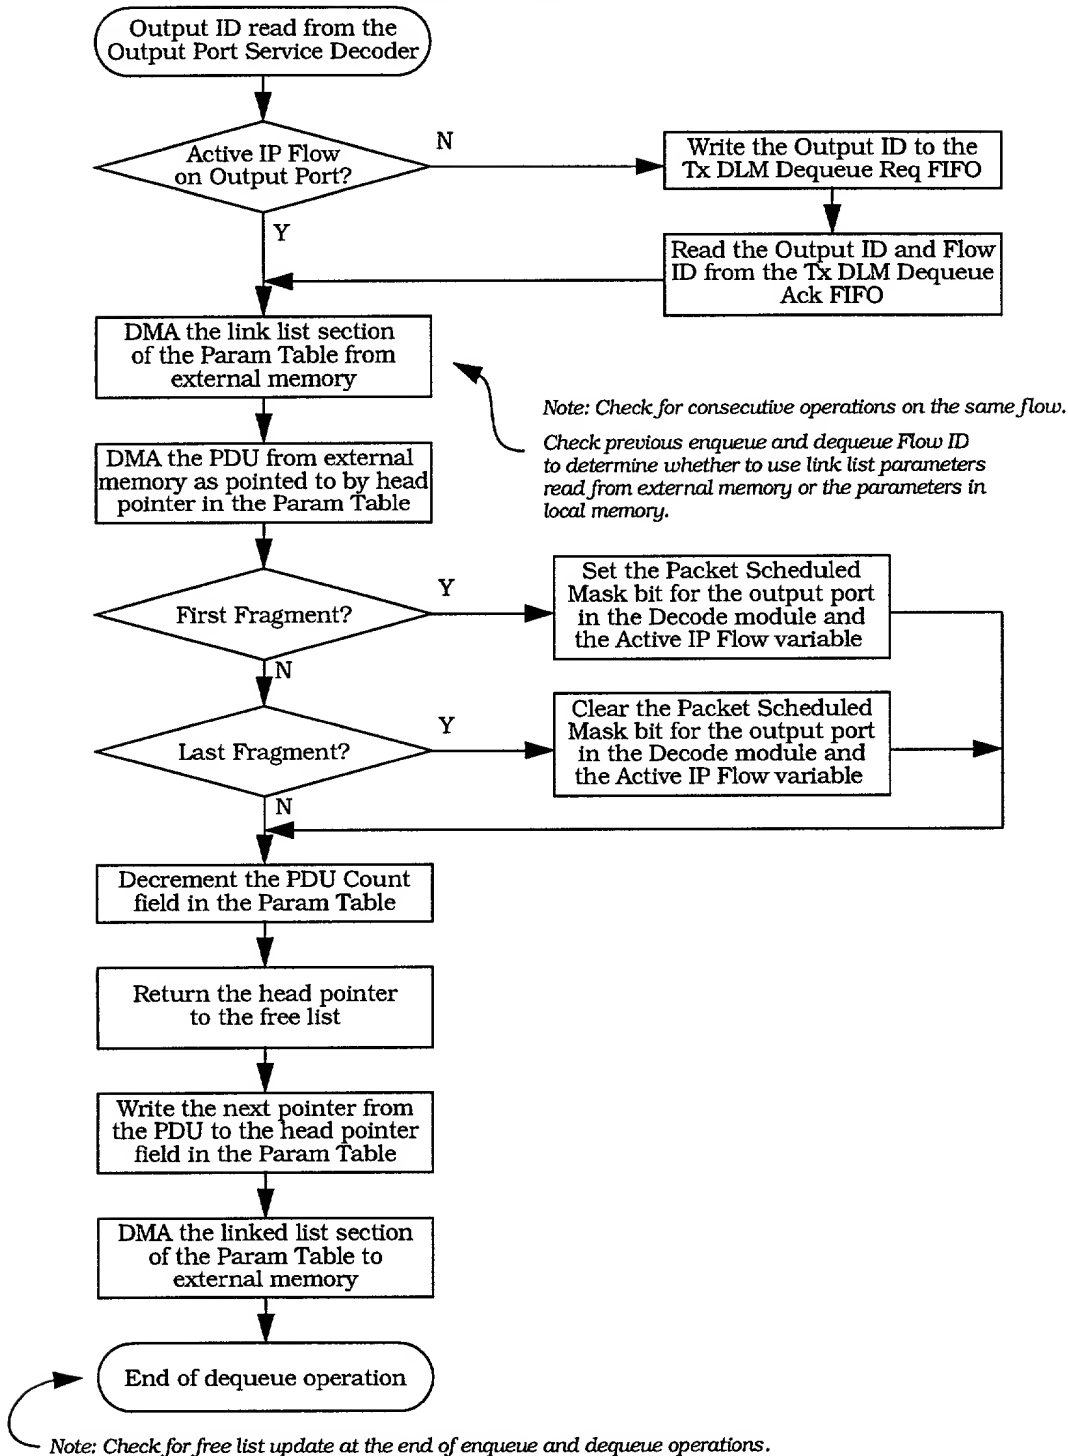 Output ID read from the
Output Port Service Decoder
Active IP Flow
on Output Port?
N
Write the Output ID to the
Tx DLM Dequeue Req FIFO
Y
Read the Output ID and Flow
ID from the Tx DLM Dequeue
Ack FIFO
DMA the link list section
of the Param Table from
external memory
Note: Check for consecutive operations on the same flow.
Check previous enqueue and dequeue Flow ID
to determine whether to use link list parameters
read from external memory or the parameters in
local memory.
DMA the PDU from external
memory as pointed to by head
pointer in the Param Table
First Fragment?
Y
Set the Packet Scheduled
Mask bit for the output port
in the Decode module and
the Active IP Flow variable
N
Last Fragment?
Y
Clear the Packet Scheduled
Mask bit for the output port
in the Decode module and
the Active IP Flow variable
N
Decrement the PDU Count
field in the Param Table
Return the head pointer
to the free list
Write the next pointer from
the PDU to the head pointer
field in the Param Table
DMA the linked list section
of the Param Table to
external memory
End of dequeue operation
Note: Check for free list update at the end of enqueue and dequeue operations.